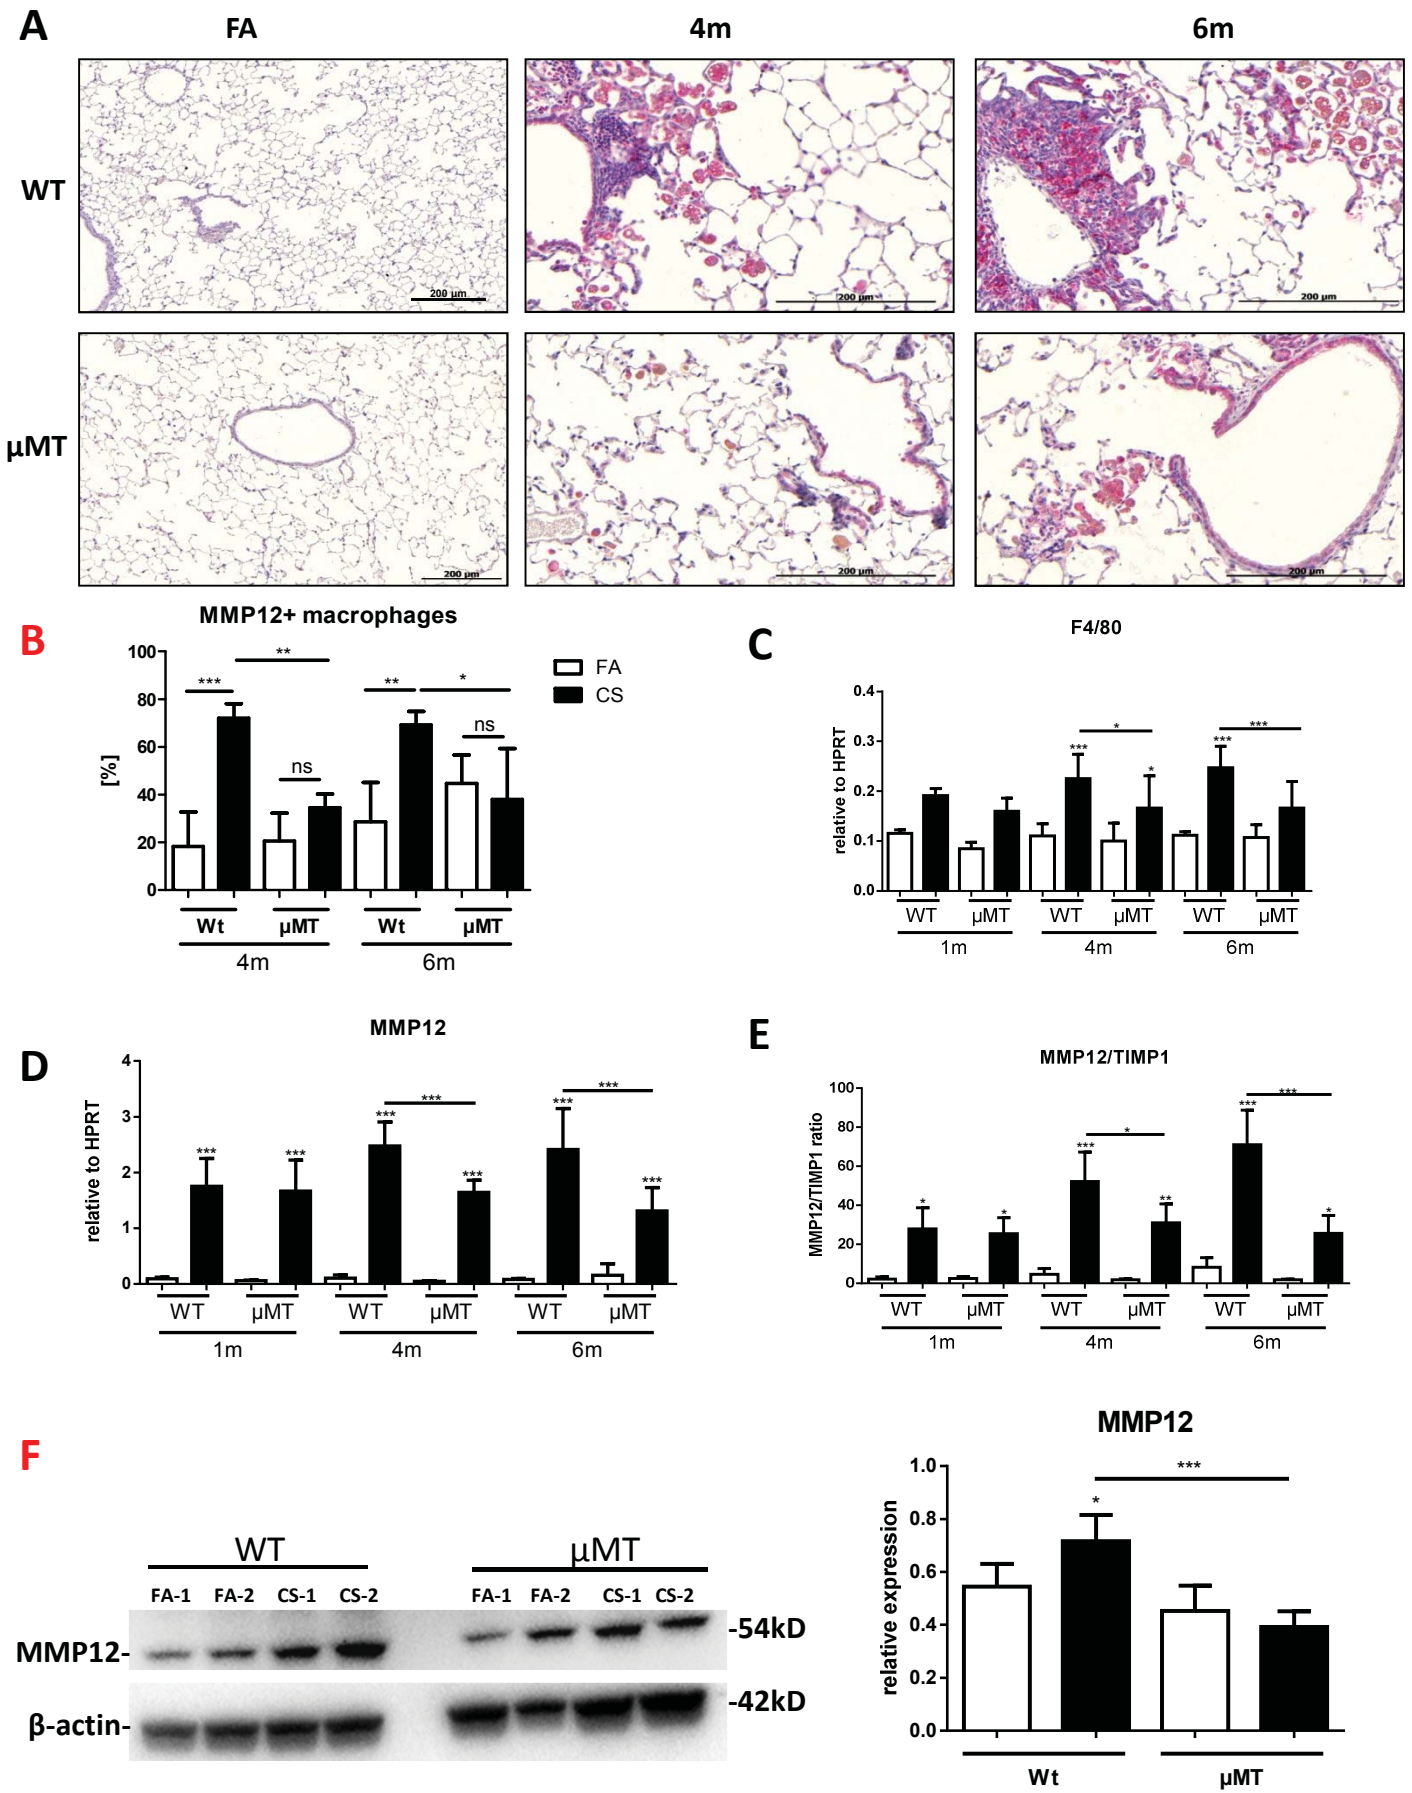 A
FA 4m 6m
WT
200 µm 200 µm 200 µm
µMT
200 µm 200 µm 200 µm
B
MMP12+ macrophages
[%]
100
80
60
40
20
0
*** ** ns ** * ns
FA
CS
Wt µMT Wt µMT
4m 6m
C
F4/80
relative to HPRT
0.4
0.3
0.2
0.1
0.0
*** * * *** ***
WT µMT WT µMT WT µMT
1m 4m 6m
D
MMP12
relative to HPRT
4
3
2
1
0
*** *** *** *** *** *** *** ***
WT µMT WT µMT WT µMT
1m 4m 6m
E
MMP12/TIMP1
MMP12/TIMP1 ratio
100
80
60
40
20
0
* * *** * ** *** *** *
WT µMT WT µMT WT µMT
1m 4m 6m
F
WT µMT
FA-1 FA-2 CS-1 CS-2 FA-1 FA-2 CS-1 CS-2
MMP12- -54kD
β-actin- -42kD
MMP12
relative expression
1.0
0.8
0.6
0.4
0.2
0.0
* ***
Wt µMT